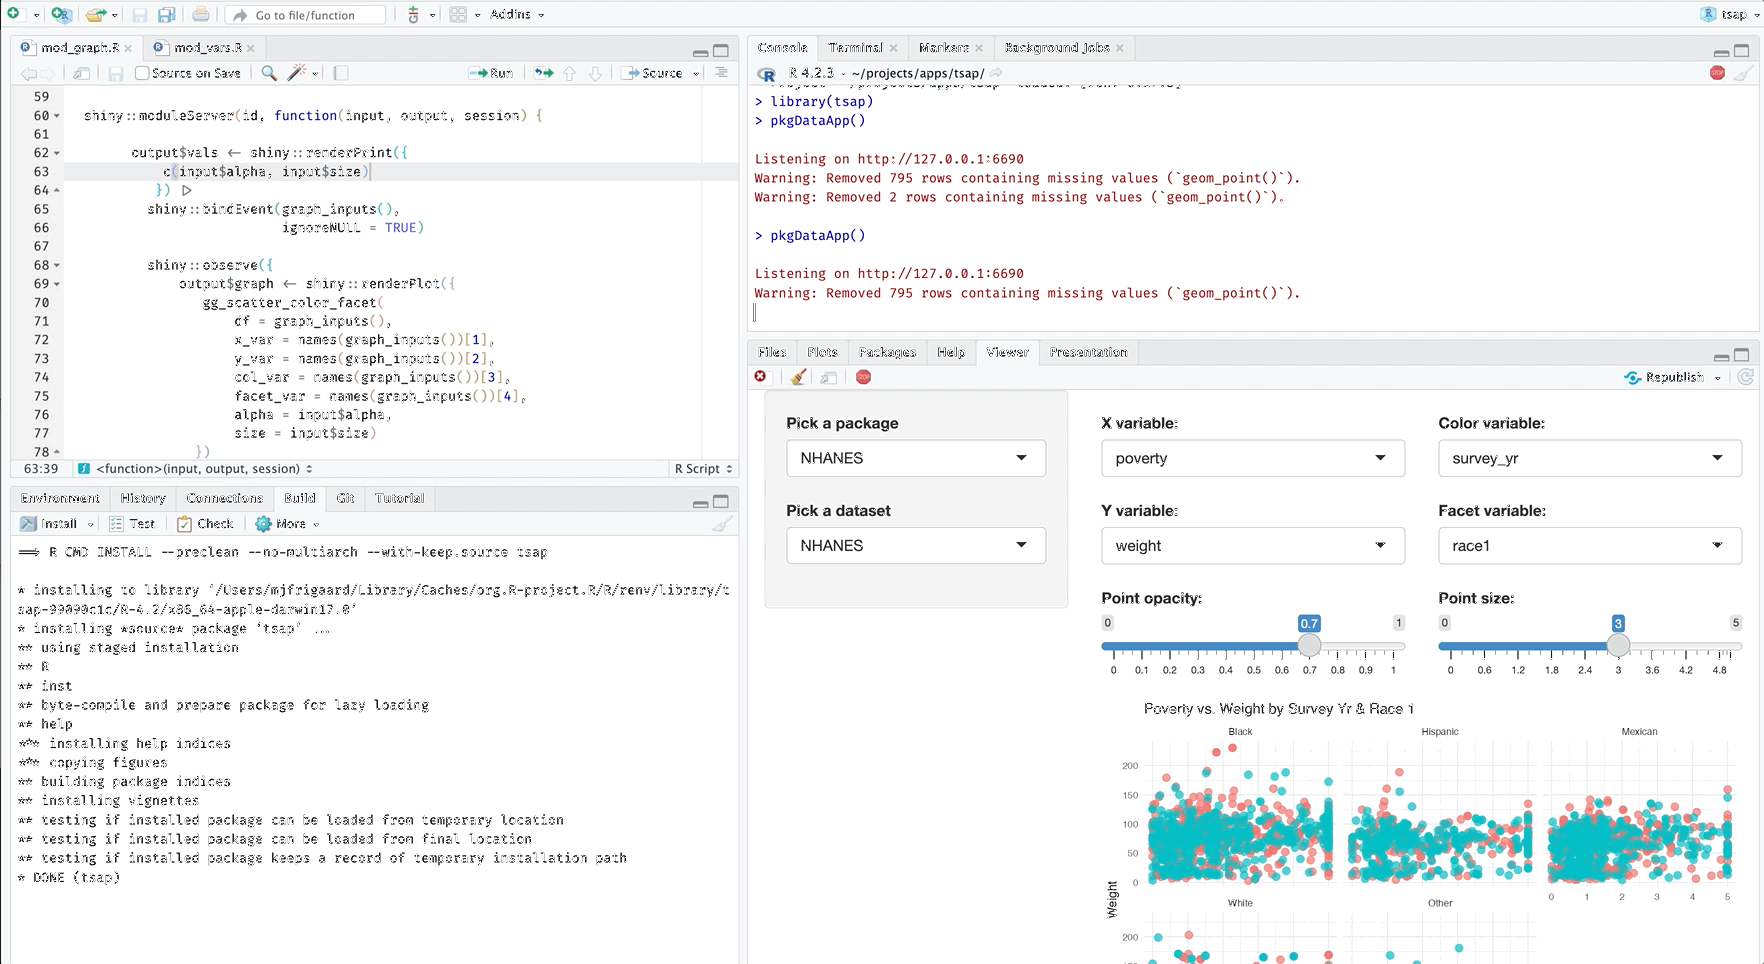 Go to file/function
Addins
tsap
mod_graph.R
mod_vars.R
Source on Save
Run
Source
59
60 shiny::moduleServer(id, function(input, output, session) {
61
62 output$vals <- shiny::renderPrint({
63 c(input$alpha, input$size)
64 }) |>
65 shiny::bindEvent(graph_inputs(),
66 ignoreNULL = TRUE)
67
68 shiny::observe({
69 output$graph <- shiny::renderPlot({
70 gg_scatter_color_facet(
71 df = graph_inputs(),
72 x_var = names(graph_inputs())[1],
73 y_var = names(graph_inputs())[2],
74 col_var = names(graph_inputs())[3],
75 facet_var = names(graph_inputs())[4],
76 alpha = input$alpha,
77 size = input$size)
78 })
63:39 <function>(input, output, session) R Script
Environment History Connections Build Git Tutorial
Install Test Check More
==> R CMD INSTALL --preclean --no-multiarch --with-keep.source tsap
* installing to library ‘/Users/mjfrigaard/Library/Caches/org.R-project.R/R/renv/library/t
sap-99090c1c/R-4.2/x86_64-apple-darwin17.0’
* installing *source* package ‘tsap’ ...
** using staged installation
** R
** inst
** byte-compile and prepare package for lazy loading
** help
*** installing help indices
*** copying figures
** building package indices
** installing vignettes
** testing if installed package can be loaded from temporary location
** testing if installed package can be loaded from final location
** testing if installed package keeps a record of temporary installation path
* DONE (tsap)
Console Terminal Markers Background Jobs
R 4.2.3 · ~/projects/apps/tsap/
> library(tsap)
> pkgDataApp()
Listening on http://127.0.0.1:6690
Warning: Removed 795 rows containing missing values (`geom_point()`).
Warning: Removed 2 rows containing missing values (`geom_point()`).
> pkgDataApp()
Listening on http://127.0.0.1:6690
Warning: Removed 795 rows containing missing values (`geom_point()`).
Files Plots Packages Help Viewer Presentation
Republish
Pick a package
NHANES
Pick a dataset
NHANES
X variable:
poverty
Color variable:
survey_yr
Y variable:
weight
Facet variable:
race1
Point opacity:
0 0.7 1
0 0.1 0.2 0.3 0.4 0.5 0.6 0.7 0.8 0.9 1
Point size:
0 3 5
0 0.6 1.2 1.8 2.4 3 3.6 4.2 4.8
Poverty vs. Weight by Survey Yr & Race 1
Black Hispanic Mexican
200
150
100
50
0
0 1 2 3 4 5
Weight
White Other
200